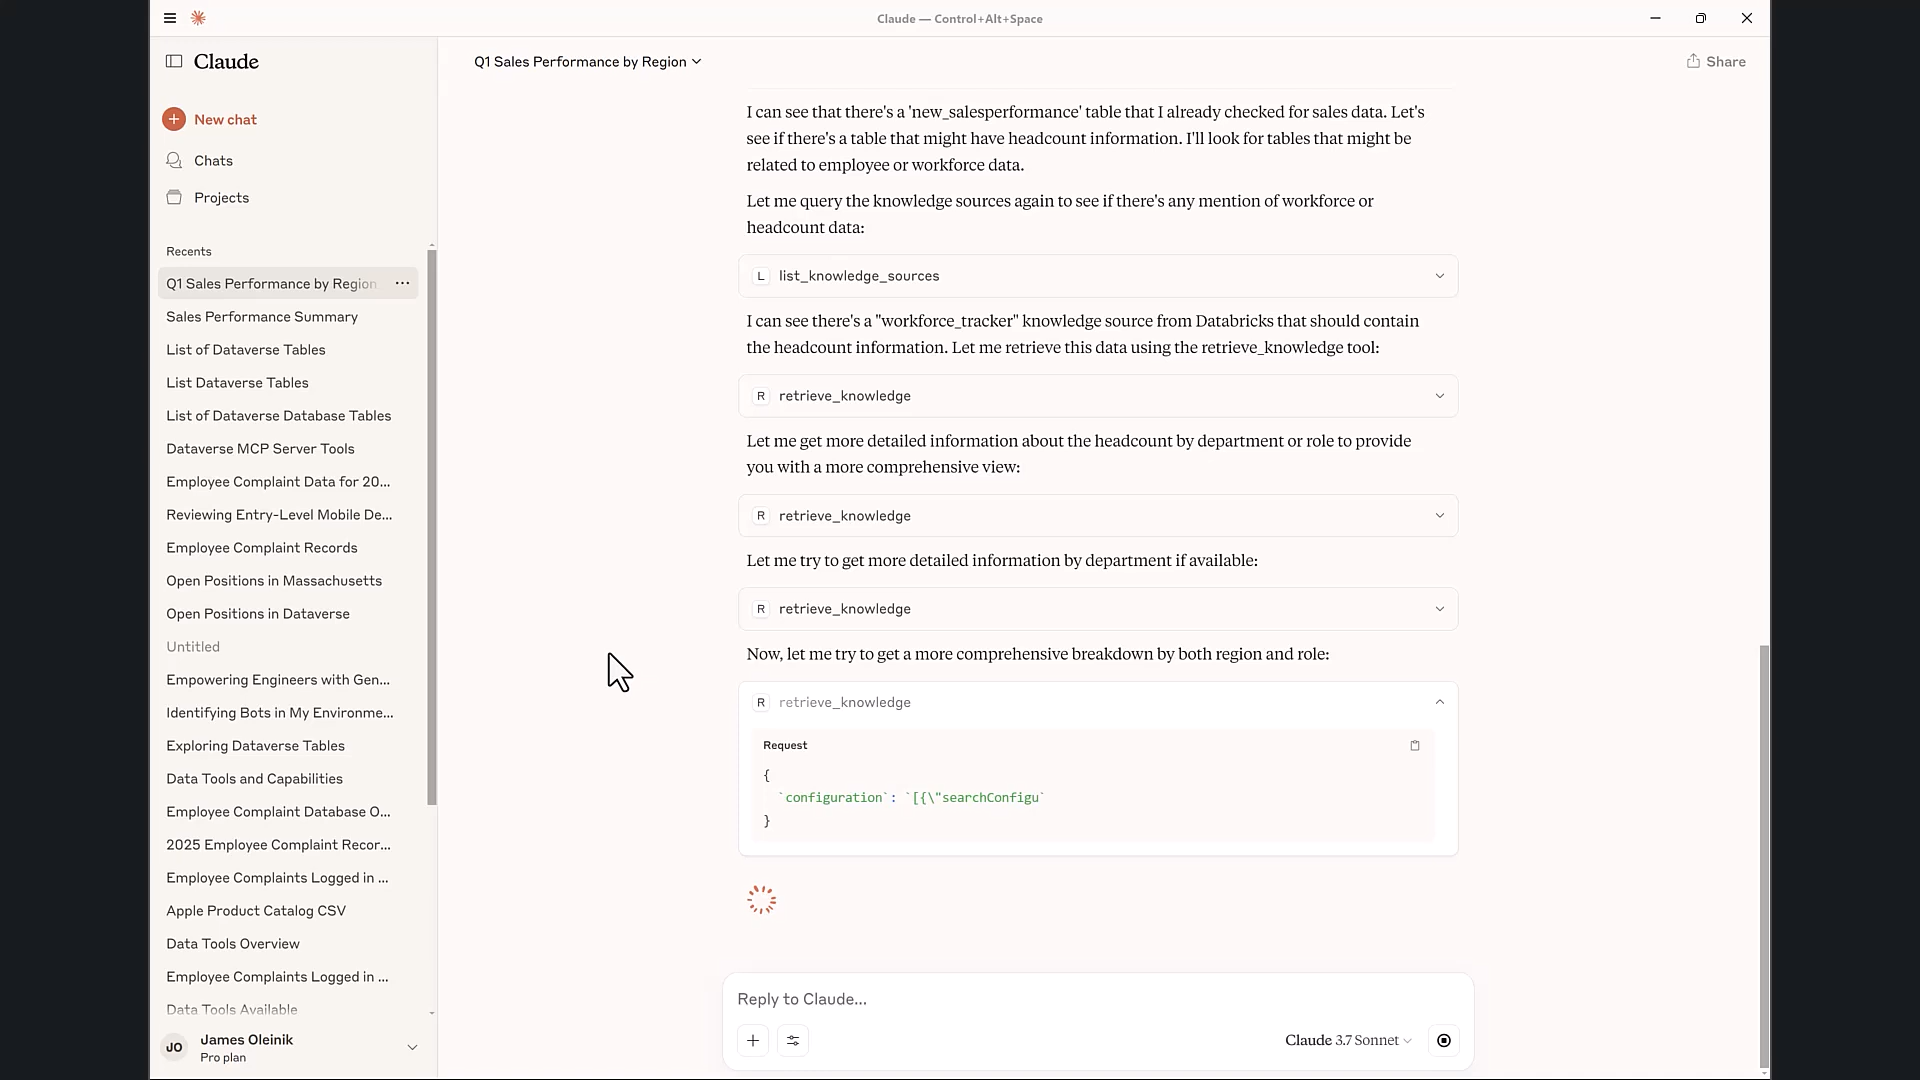 Claude — Control+Alt+Space
Claude
New chat
Chats
Projects
Recents
Q1 Sales Performance by Region
Sales Performance Summary
List of Dataverse Tables
List Dataverse Tables
List of Dataverse Database Tables
Dataverse MCP Server Tools
Employee Complaint Data for 20...
Reviewing Entry-Level Mobile De...
Employee Complaint Records
Open Positions in Massachusetts
Open Positions in Dataverse
Untitled
Empowering Engineers with Gen...
Identifying Bots in My Environme...
Exploring Dataverse Tables
Data Tools and Capabilities
Employee Complaint Database O...
2025 Employee Complaint Recor...
Employee Complaints Logged in ...
Apple Product Catalog CSV
Data Tools Overview
Employee Complaints Logged in ...
Data Tools Available
JO
James Oleinik
Pro plan
Q1 Sales Performance by Region
Share
I can see that there's a 'new_salesperformance' table that I already checked for sales data. Let's
see if there's a table that might have headcount information. I'll look for tables that might be
related to employee or workforce data.
Let me query the knowledge sources again to see if there's any mention of workforce or
headcount data:
L list_knowledge_sources
I can see there's a "workforce_tracker" knowledge source from Databricks that should contain
the headcount information. Let me retrieve this data using the retrieve_knowledge tool:
R retrieve_knowledge
Let me get more detailed information about the headcount by department or role to provide
you with a more comprehensive view:
R retrieve_knowledge
Let me try to get more detailed information by department if available:
R retrieve_knowledge
Now, let me try to get a more comprehensive breakdown by both region and role:
R retrieve_knowledge
Request
{
`configuration`: `[{\"searchConfigu`
}
Reply to Claude...
Claude 3.7 Sonnet